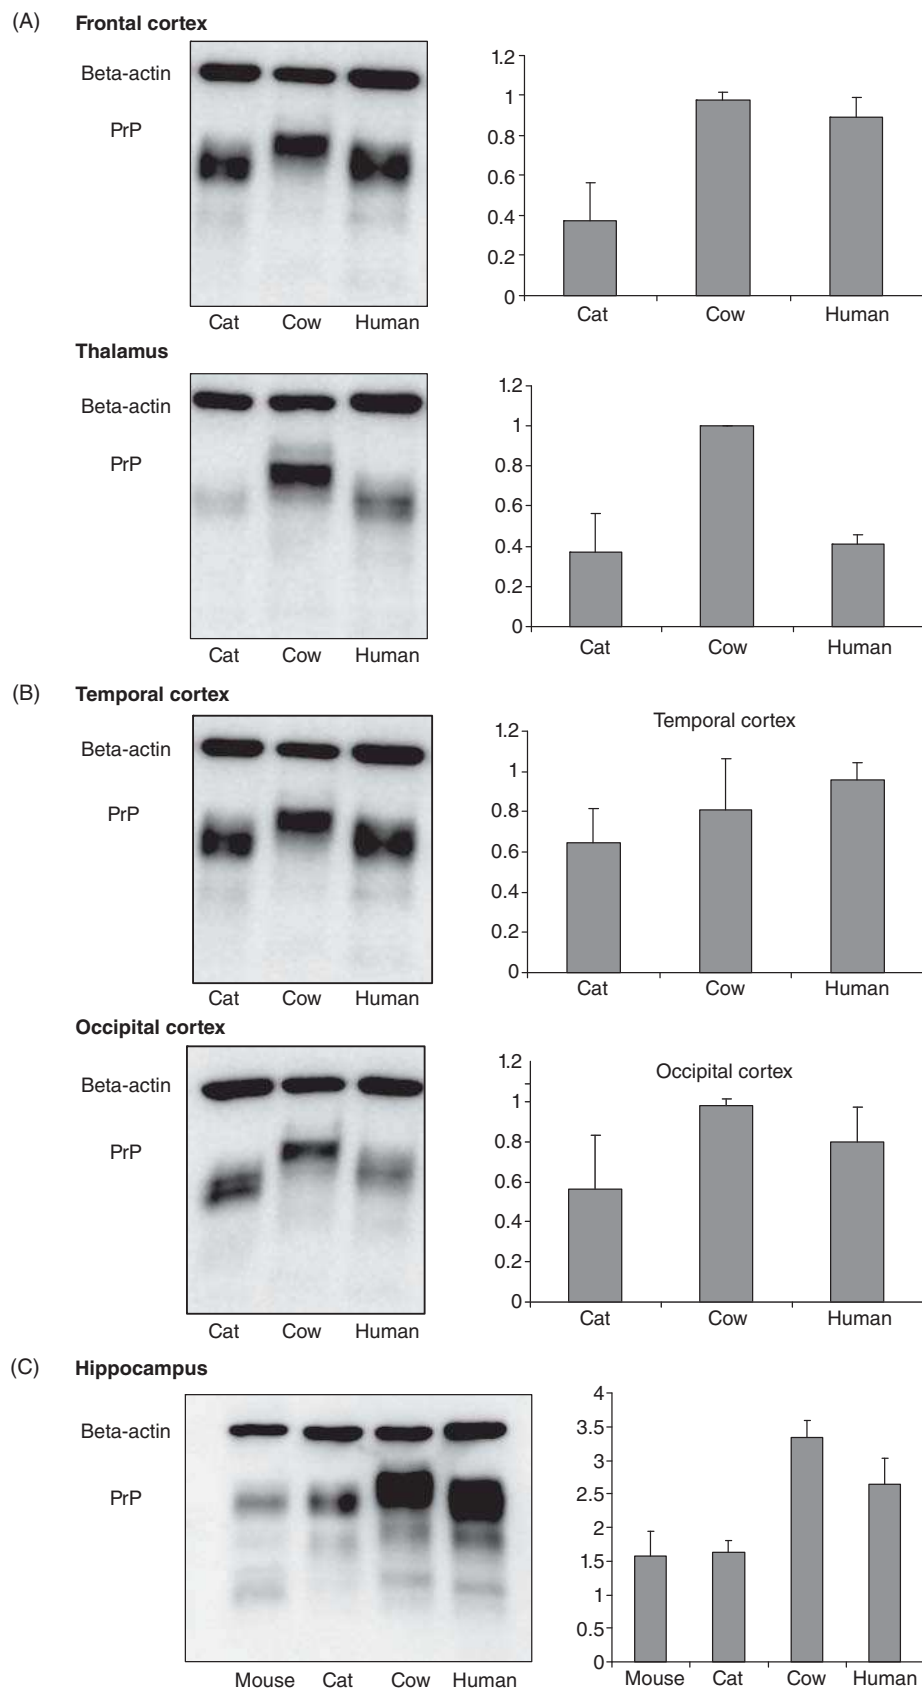 (A) Frontal cortex
Beta-actin
PrP
Cat Cow Human
1.2
1
0.8
0.6
0.4
0.2
0
Cat Cow Human
Thalamus
Beta-actin
PrP
Cat Cow Human
1.2
1
0.8
0.6
0.4
0.2
0
Cat Cow Human
(B) Temporal cortex
Beta-actin
PrP
Cat Cow Human
Temporal cortex
1.2
1
0.8
0.6
0.4
0.2
0
Cat Cow Human
Occipital cortex
Beta-actin
PrP
Cat Cow Human
Occipital cortex
1.2
1
0.8
0.6
0.4
0.2
0
Cat Cow Human
(C) Hippocampus
Beta-actin
PrP
Mouse Cat Cow Human
4
3.5
3
2.5
2
1.5
1
0.5
0
Mouse Cat Cow Human